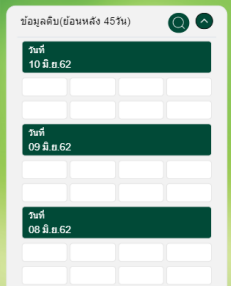 ข้อมูลดิบ(ย้อนหลัง 45วัน)
วันที่
10 มิ.ย.62
วันที่
09 มิ.ย.62
วันที่
08 มิ.ย.62